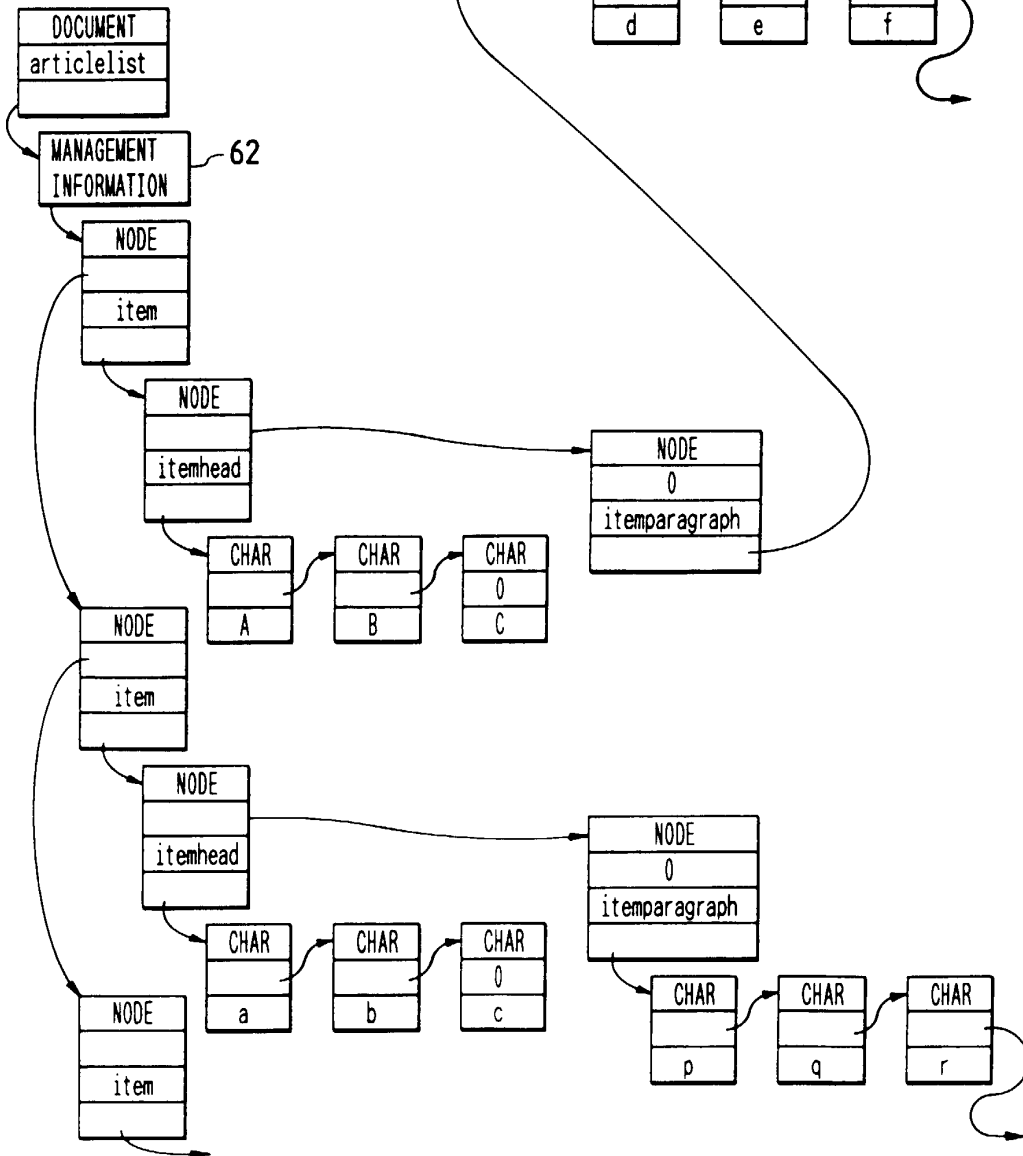 d e f
DOCUMENT
articlelist
MANAGEMENT
INFORMATION
62
NODE
item
NODE
itemhead
NODE
0
itemparagraph
CHAR CHAR CHAR
0
A B C
NODE
item
NODE
itemhead
NODE
0
itemparagraph
CHAR CHAR CHAR
0
a b c
CHAR CHAR CHAR
p q r
NODE
item